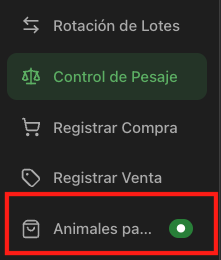 Rotación de Lotes
Control de Pesaje
Registrar Compra
Registrar Venta
Animales pa...